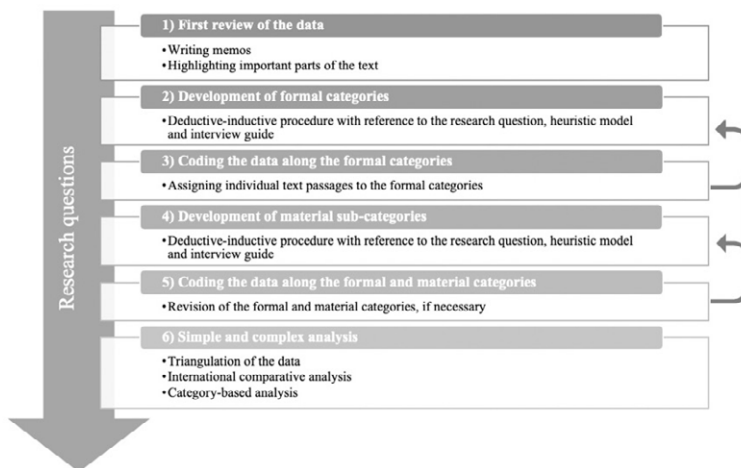 Research questions
1) First review of the data
•Writing memos
•Highlighting important parts of the text
2) Development of formal categories
•Deductive-inductive procedure with reference to the research question, heuristic model
and interview guide
3) Coding the data along the formal categories
•Assigning individual text passages to the formal categories
4) Development of material sub-categories
•Deductive-inductive procedure with reference to the research question, heuristic model
and interview guide
5) Coding the data along the formal and material categories
•Revision of the formal and material categories, if necessary
6) Simple and complex analysis
•Triangulation of the data
•International comparative analysis
•Category-based analysis